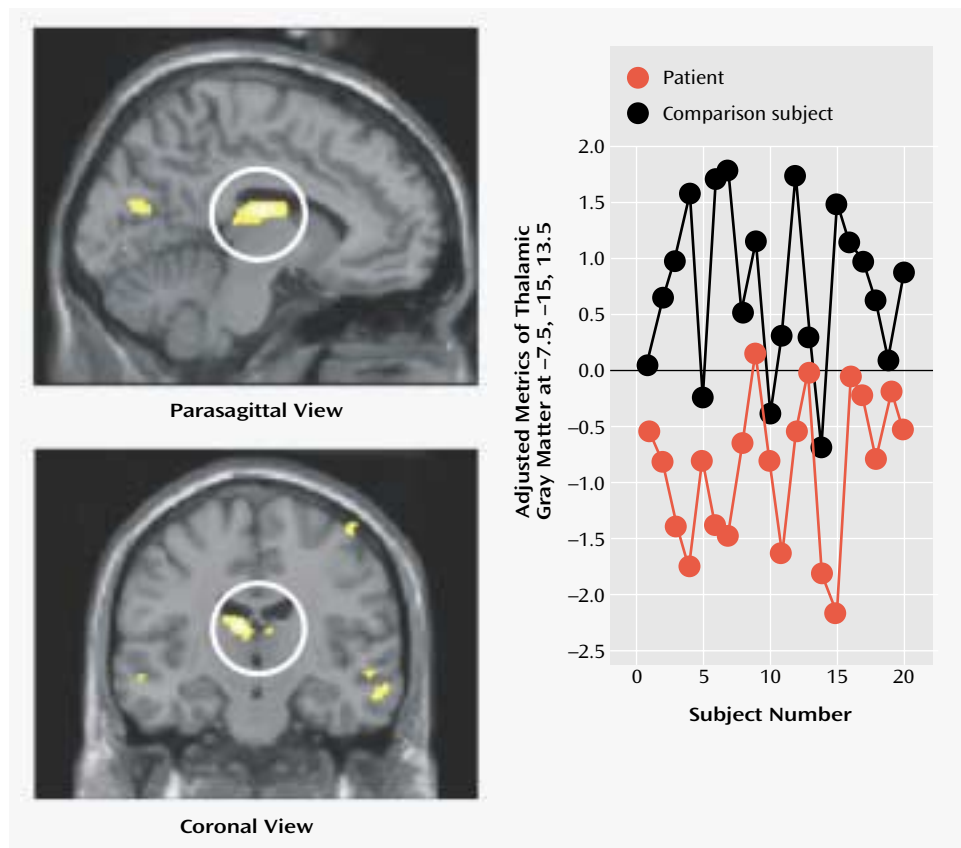 Parasagittal View
Coronal View
Patient
Comparison subject
Adjusted Metrics of Thalamic
Gray Matter at −7.5, −15, 13.5
2.0
1.5
1.0
0.5
0.0
−0.5
−1.0
−1.5
−2.0
−2.5
0 5 10 15 20
Subject Number